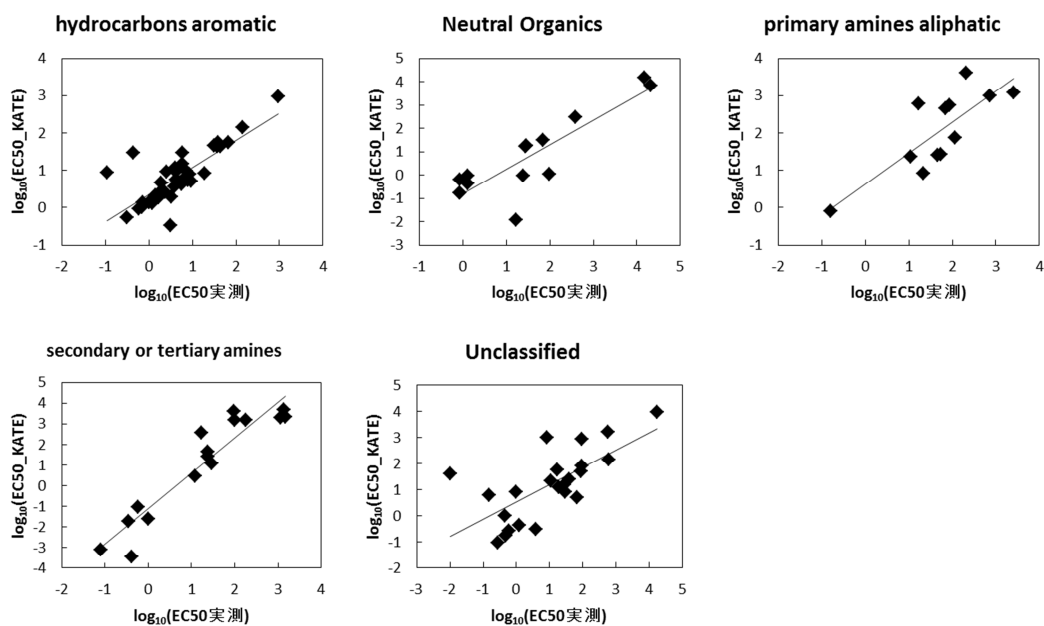 hydrocarbons aromatic
log10(EC50_KATE)
4
3
2
1
0
-1
-2 -1 0 1 2 3 4
log10(EC50実測)
Neutral Organics
log10(EC50_KATE)
5
4
3
2
1
0
-1
-2
-3
-1 0 1 2 3 4 5
log10(EC50実測)
primary amines aliphatic
log10(EC50_KATE)
4
3
2
1
0
-1
-2 -1 0 1 2 3 4
log10(EC50実測)
secondary or tertiary amines
log10(EC50_KATE)
5
4
3
2
1
0
-1
-2
-3
-4
-2 -1 0 1 2 3 4
log10(EC50実測)
Unclassified
log10(EC50_KATE)
5
4
3
2
1
0
-1
-2
-3 -2 -1 0 1 2 3 4 5
log10(EC50実測)